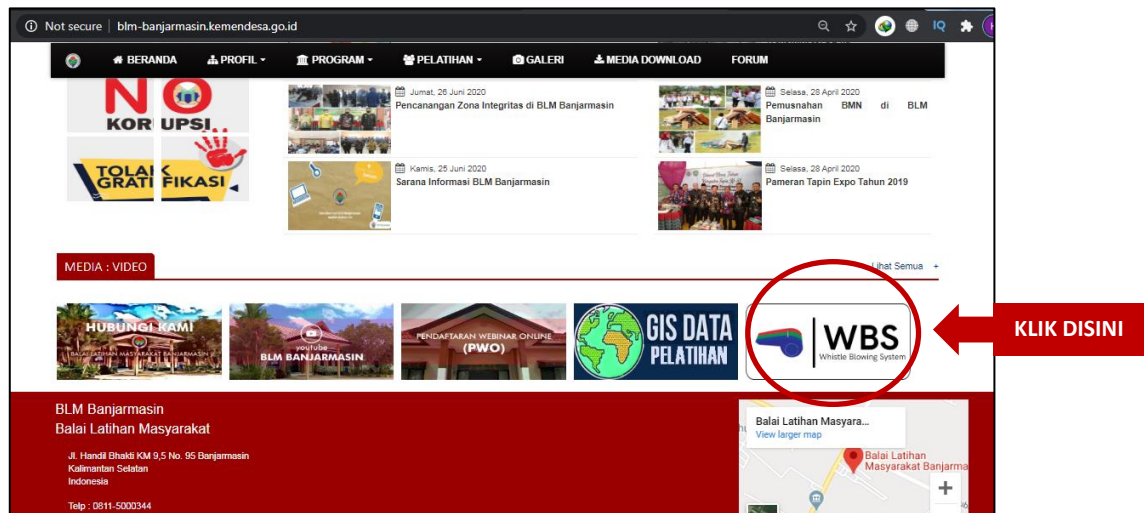 Not secure | blm-banjarmasin.kemendesa.go.id
IQ
BERANDA PROFIL PROGRAM PELATIHAN GALERI MEDIA DOWNLOAD FORUM
NO
KORUPSI
TOLAK
GRATIFIKASI
Jumat, 26 Juni 2020
Pencanangan Zona Integritas di BLM Banjarmasin
Selasa, 28 April 2020
Pemusnahan BMN di BLM
Banjarmasin
Kamis, 25 Juni 2020
Sarana Informasi BLM Banjarmasin
Selasa, 28 April 2020
Pameran Tapin Expo Tahun 2019
MEDIA : VIDEO
Lihat Semua +
HUBUNGI KAMI
BALAI LATIHAN MASYARAKAT BANJARMASIN
youtube
BLM BANJARMASIN
PENDAFTARAN WEBINAR ONLINE
(PWO)
GIS DATA
PELATIHAN
WBS
Whistle Blowing System
KLIK DISINI
BLM Banjarmasin
Balai Latihan Masyarakat
Jl. Handil Bhakti KM 9,5 No. 95 Banjarmasin
Kalimantan Selatan
Indonesia
Telp : 0811-5000344
Balai Latihan Masyara...
View larger map
Balai Latihan
Masyarakat Banjarma
+